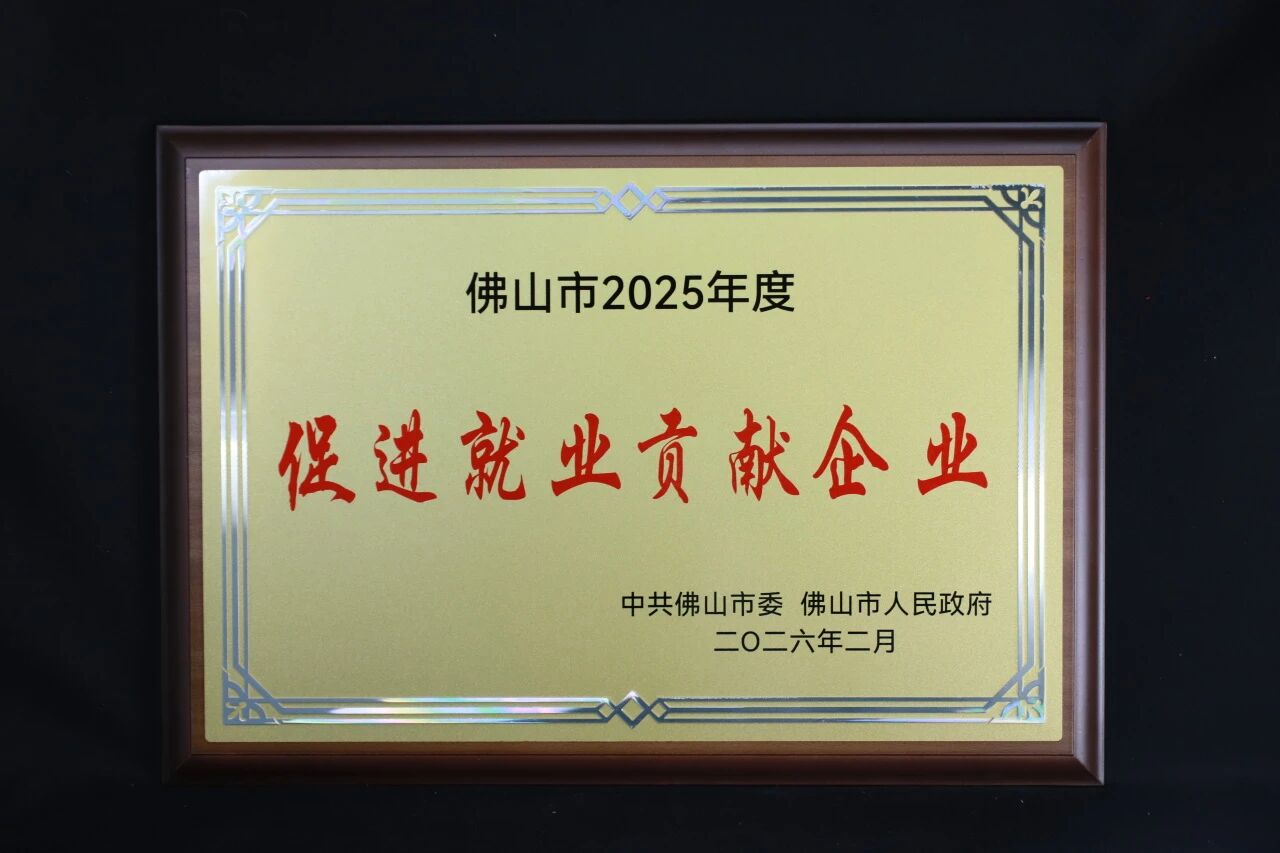 佛山市2025年度
促进就业贡献企业
中共佛山市委 佛山市人民政府
二〇二六年二月